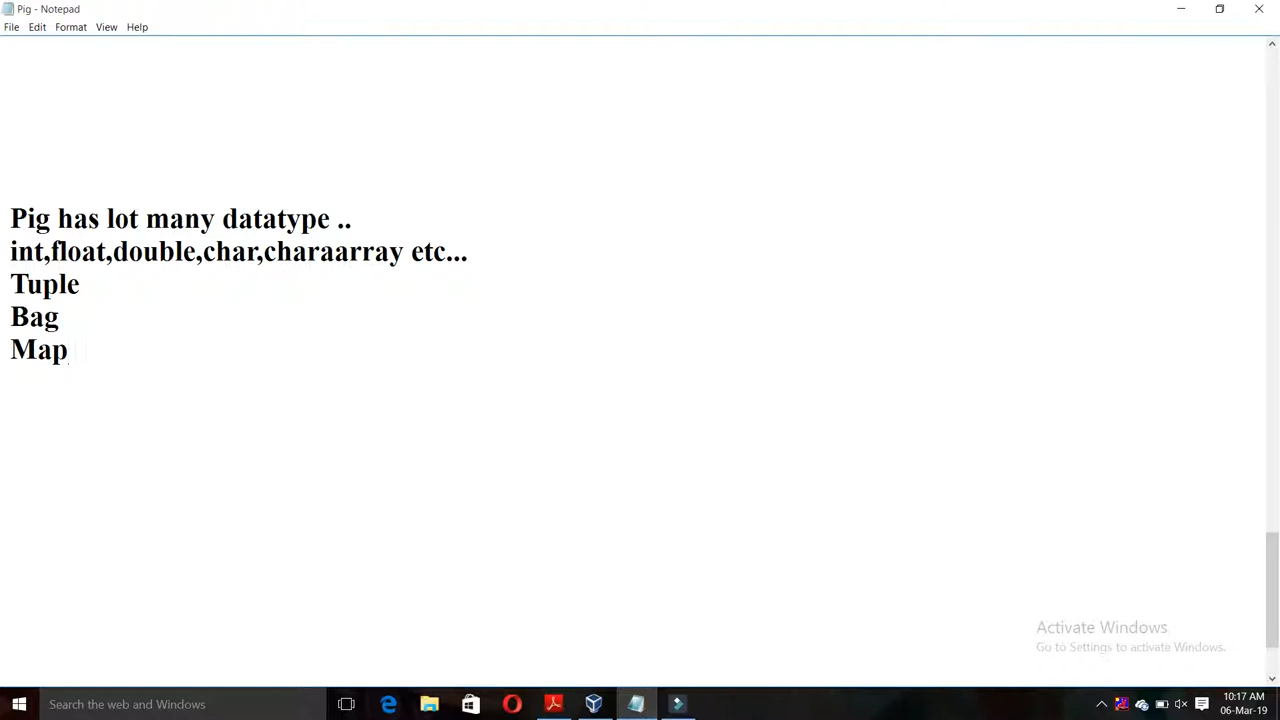 Pig - Notepad
File Edit Format View Help
Pig has lot many datatype ..
int,float,double,char,charaarray etc...
Tuple
Bag
Map
Activate Windows
Go to Settings to activate Windows.
Search the web and Windows
10:17 AM
06-Mar-19